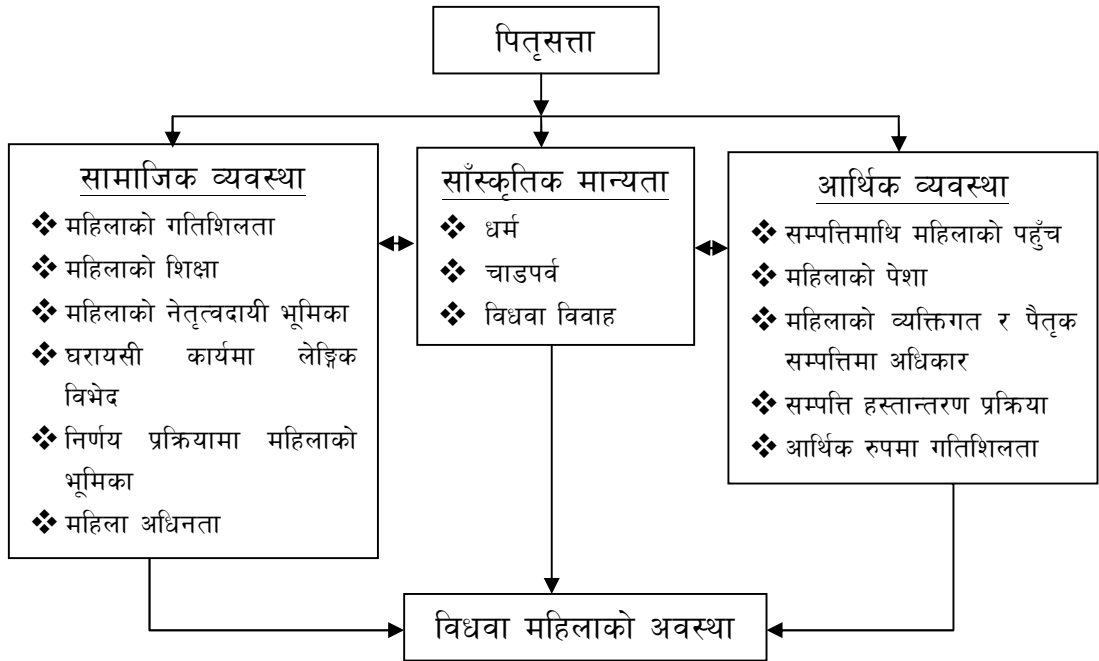 पितृसत्ता
सामाजिक व्यवस्था
❖ महिलाको गतिशिलता
❖ महिलाको शिक्षा
❖ महिलाको नेतृत्वदायी भूमिका
❖ घरायसी कार्यमा लेङ्गिक
विभेद
❖ निर्णय प्रक्रियामा महिलाको
भूमिका
❖ महिला अधिनता
साँस्कृतिक मान्यता
❖ धर्म
❖ चाडपर्व
❖ विधवा विवाह
आर्थिक व्यवस्था
❖ सम्पत्तिमाथि महिलाको पहुँच
❖ महिलाको पेशा
❖ महिलाको व्यक्तिगत र पैतृक
सम्पत्तिमा अधिकार
❖ सम्पत्ति हस्तान्तरण प्रक्रिया
❖ आर्थिक रुपमा गतिशिलता
विधवा महिलाको अवस्था